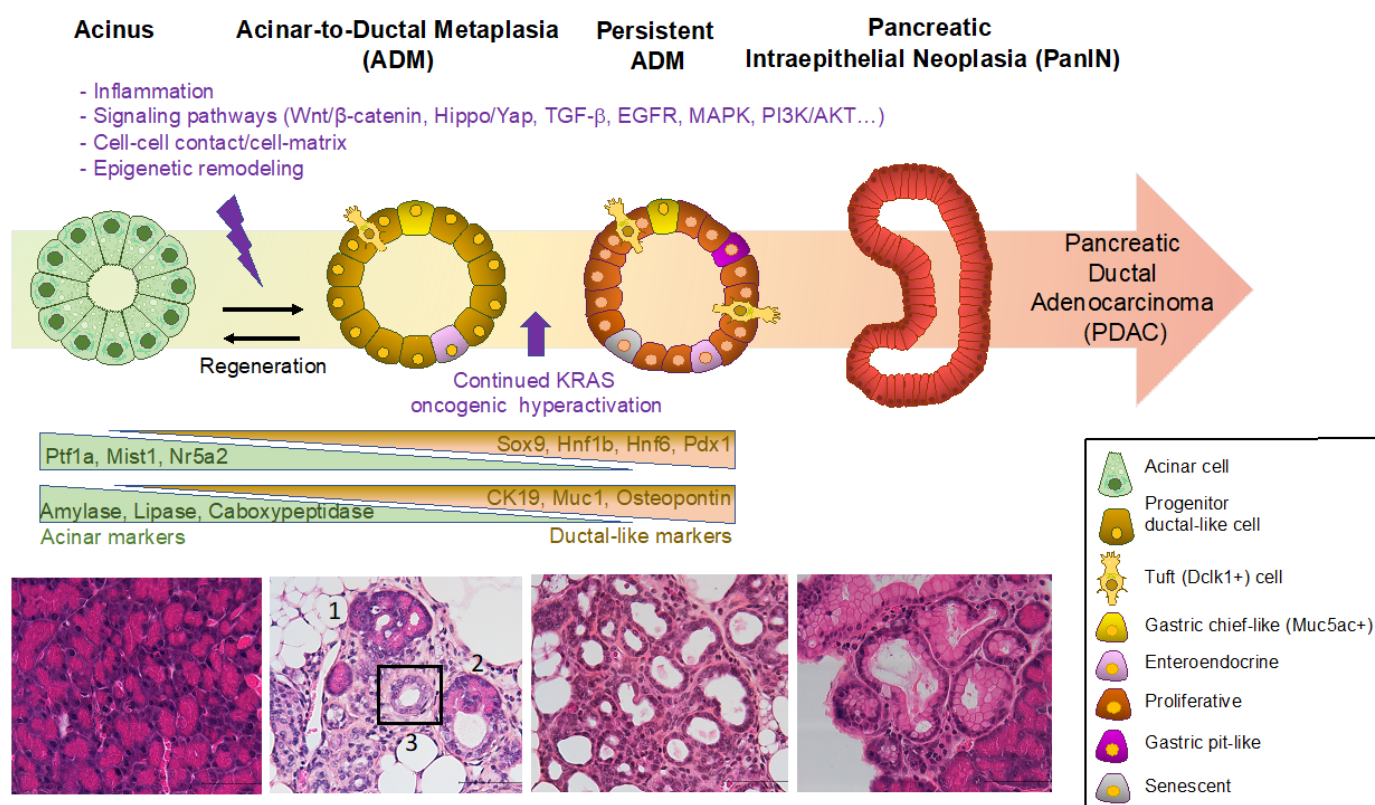 Acinus
Acinar-to-Ductal Metaplasia
(ADM)
Persistent
ADM
Pancreatic
Intraepithelial Neoplasia (PanIN)
- Inflammation
- Signaling pathways (Wnt/β-catenin, Hippo/Yap, TGF-β, EGFR, MAPK, PI3K/AKT…)
- Cell-cell contact/cell-matrix
- Epigenetic remodeling
Regeneration
Continued KRAS
oncogenic hyperactivation
Pancreatic
Ductal
Adenocarcinoma
(PDAC)
Ptf1a, Mist1, Nr5a2
Sox9, Hnf1b, Hnf6, Pdx1
Amylase, Lipase, Caboxypeptidase
CK19, Muc1, Osteopontin
Acinar markers
Ductal-like markers
1
2
3
Acinar cell
Progenitor
ductal-like cell
Tuft (Dclk1+) cell
Gastric chief-like (Muc5ac+)
Enteroendocrine
Proliferative
Gastric pit-like
Senescent